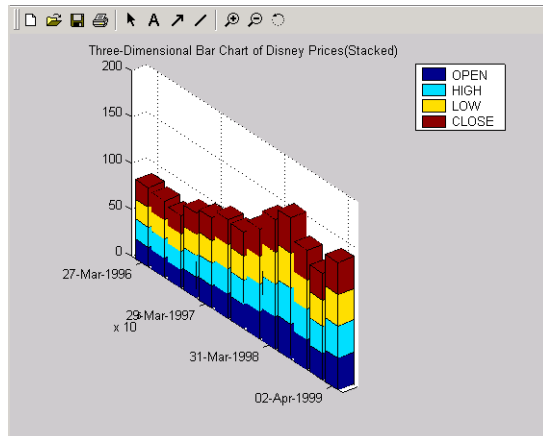 A
Three-Dimensional Bar Chart of Disney Prices(Stacked)
OPEN
HIGH
LOW
CLOSE
200
150
100
50
0
27-Mar-1996
29-Mar-1997
x 10
31-Mar-1998
02-Apr-1999